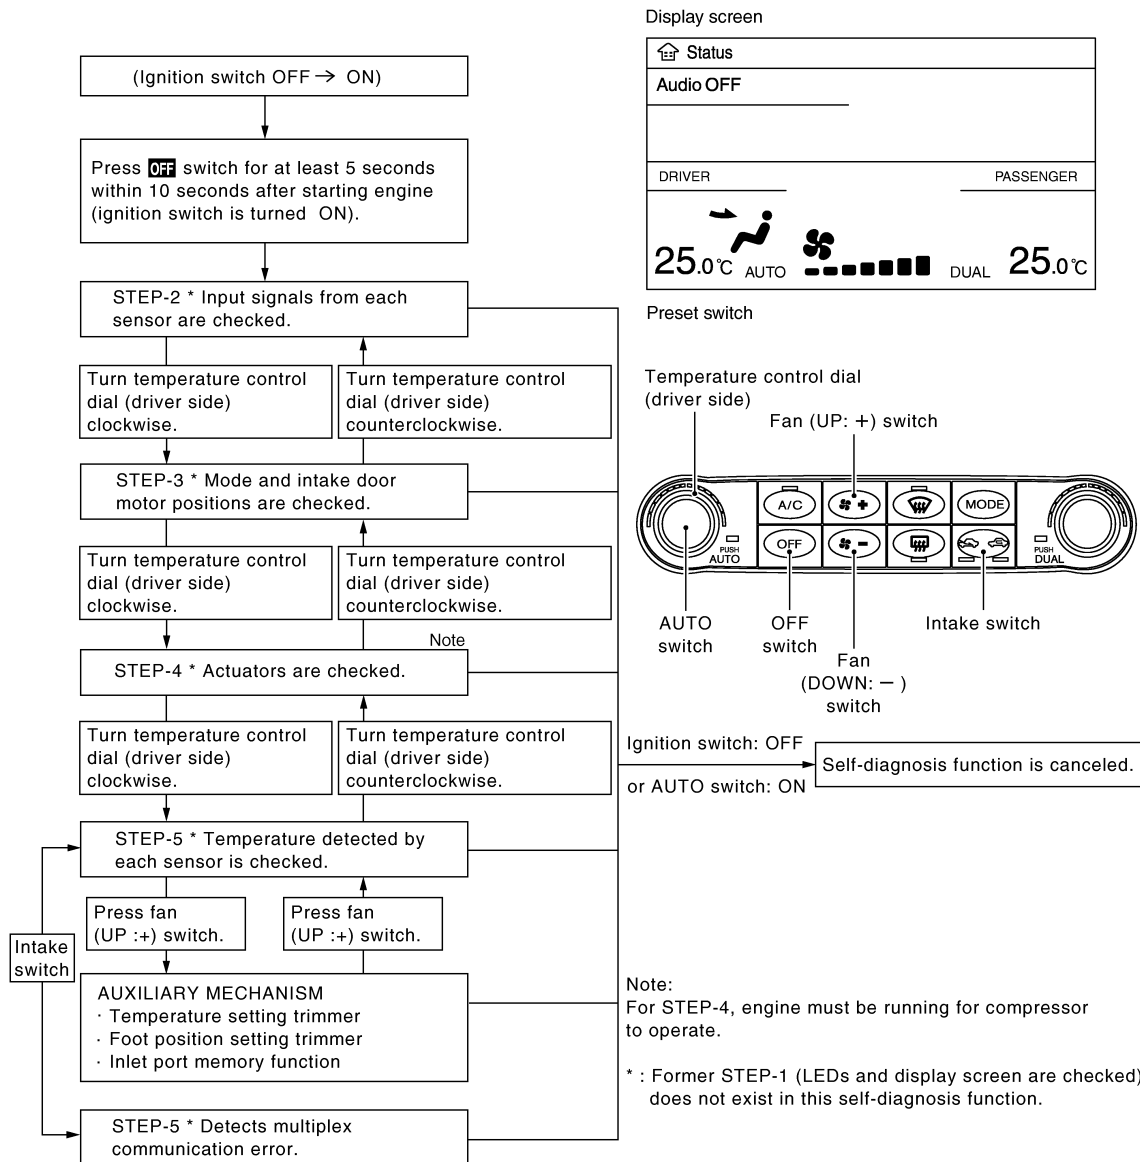 Display screen
Status
Audio OFF
DRIVER
PASSENGER
25.0℃
AUTO
DUAL
25.0℃
Preset switch
(Ignition switch OFF → ON)
Press OFF switch for at least 5 seconds
within 10 seconds after starting engine
(ignition switch is turned ON).
STEP-2 * Input signals from each
sensor are checked.
Turn temperature control
dial (driver side)
clockwise.
Turn temperature control
dial (driver side)
counterclockwise.
STEP-3 * Mode and intake door
motor positions are checked.
Turn temperature control
dial (driver side)
clockwise.
Turn temperature control
dial (driver side)
counterclockwise.
Note
STEP-4 * Actuators are checked.
Turn temperature control
dial (driver side)
clockwise.
Turn temperature control
dial (driver side)
counterclockwise.
STEP-5 * Temperature detected by
each sensor is checked.
Press fan
(UP :+) switch.
Press fan
(UP :+) switch.
Intake
switch
AUXILIARY MECHANISM
· Temperature setting trimmer
· Foot position setting trimmer
· Inlet port memory function
STEP-5 * Detects multiplex
communication error.
Temperature control dial
(driver side)
Fan (UP: +) switch
A/C
+
MODE
OFF
−
PUSH
AUTO
PUSH
DUAL
AUTO
switch
OFF
switch
Fan
(DOWN: − )
switch
Intake switch
Ignition switch: OFF
or AUTO switch: ON
Self-diagnosis function is canceled.
Note:
For STEP-4, engine must be running for compressor
to operate.
* : Former STEP-1 (LEDs and display screen are checked)
does not exist in this self-diagnosis function.